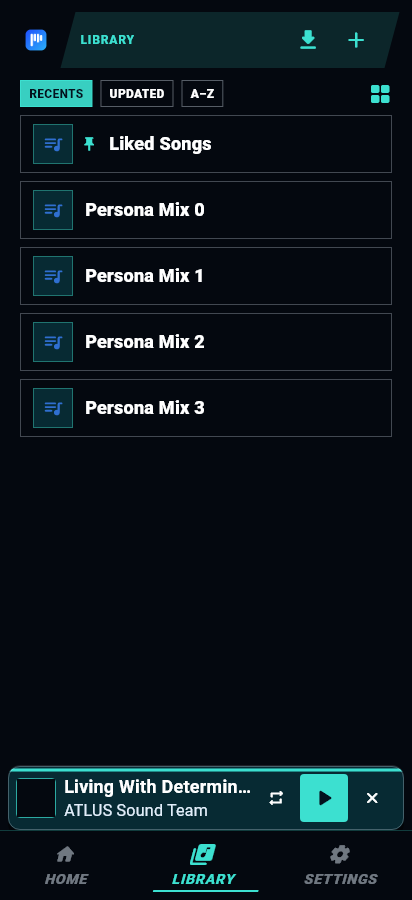 LIBRARY
RECENTS
UPDATED
A–Z
Liked Songs
Persona Mix 0
Persona Mix 1
Persona Mix 2
Persona Mix 3
Living With Determin...
ATLUS Sound Team
HOME
LIBRARY
SETTINGS